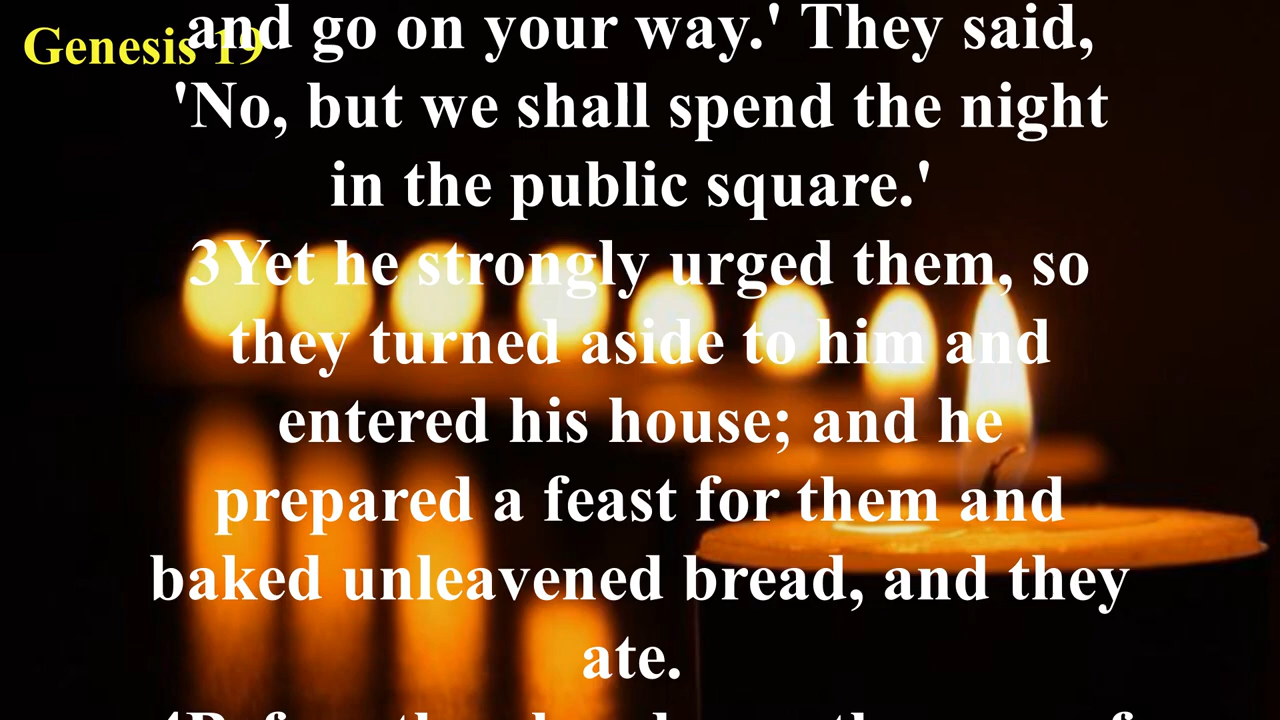 Genesis 19
and go on your way.' They said,
'No, but we shall spend the night
in the public square.'
3Yet he strongly urged them, so
they turned aside to him and
entered his house; and he
prepared a feast for them and
baked unleavened bread, and they
ate.